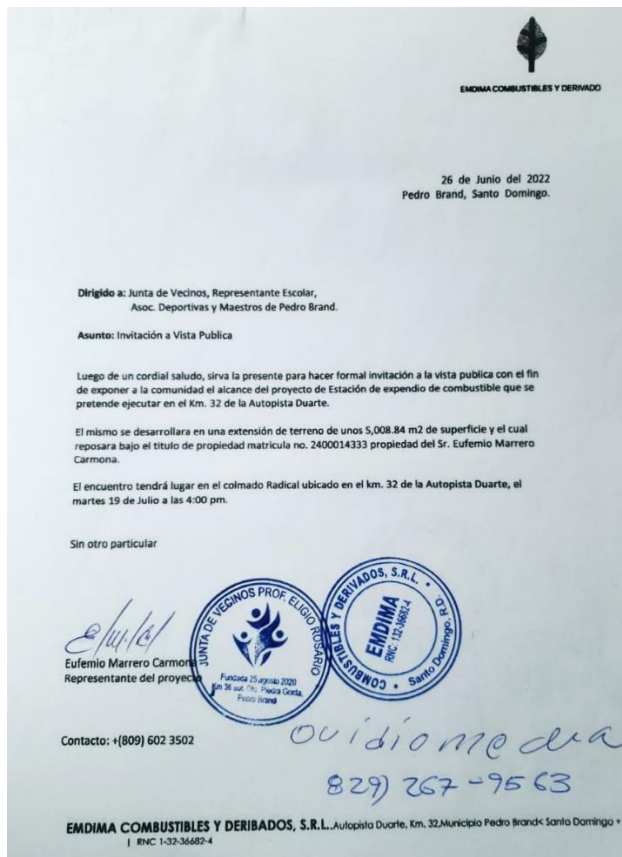 EMDIMA COMBUSTIBLES Y DERIVADO
26 de Junio del 2022
Pedro Brand, Santo Domingo.
Dirigido a: Junta de Vecinos, Representante Escolar,
Asoc. Deportivas y Maestros de Pedro Brand.
Asunto: Invitación a Vista Publica
Luego de un cordial saludo, sirva la presente para hacer formal invitación a la vista publica con el fin
de exponer a la comunidad el alcance del proyecto de Estación de expendio de combustible que se
pretende ejecutar en el Km. 32 de la Autopista Duarte.
El mismo se desarrollara en una extensión de terreno de unos 5,008.84 m2 de superficie y el cual
reposara bajo el titulo de propiedad matricula no. 2400014333 propiedad del Sr. Eufemio Marrero
Carmona.
El encuentro tendrá lugar en el colmado Radical ubicado en el km. 32 de la Autopista Duarte, el
martes 19 de Julio a las 4:00 pm.
Sin otro particular
Eufemio Marrero Carmona
Representante del proyecto
JUNTA DE VECINOS PROF. ELIGIO ROSARIO
Fundada 25 agosto 2020
Km 36 aut. Dte. Piedra Gorda,
Pedro Brand
COMBUSTIBLES Y DERIVADOS, S.R.L.
EMDIMA
RNC: 1-32-36682-4
Santo Domingo, R.D.
Contacto: +(809) 602 3502
Ovidio
829) 267-9563
EMDIMA COMBUSTIBLES Y DERIBADOS, S.R.L..Autopista Duarte, Km. 32,Municipio Pedro Brand< Santo Domingo +
| RNC 1-32-36682-4